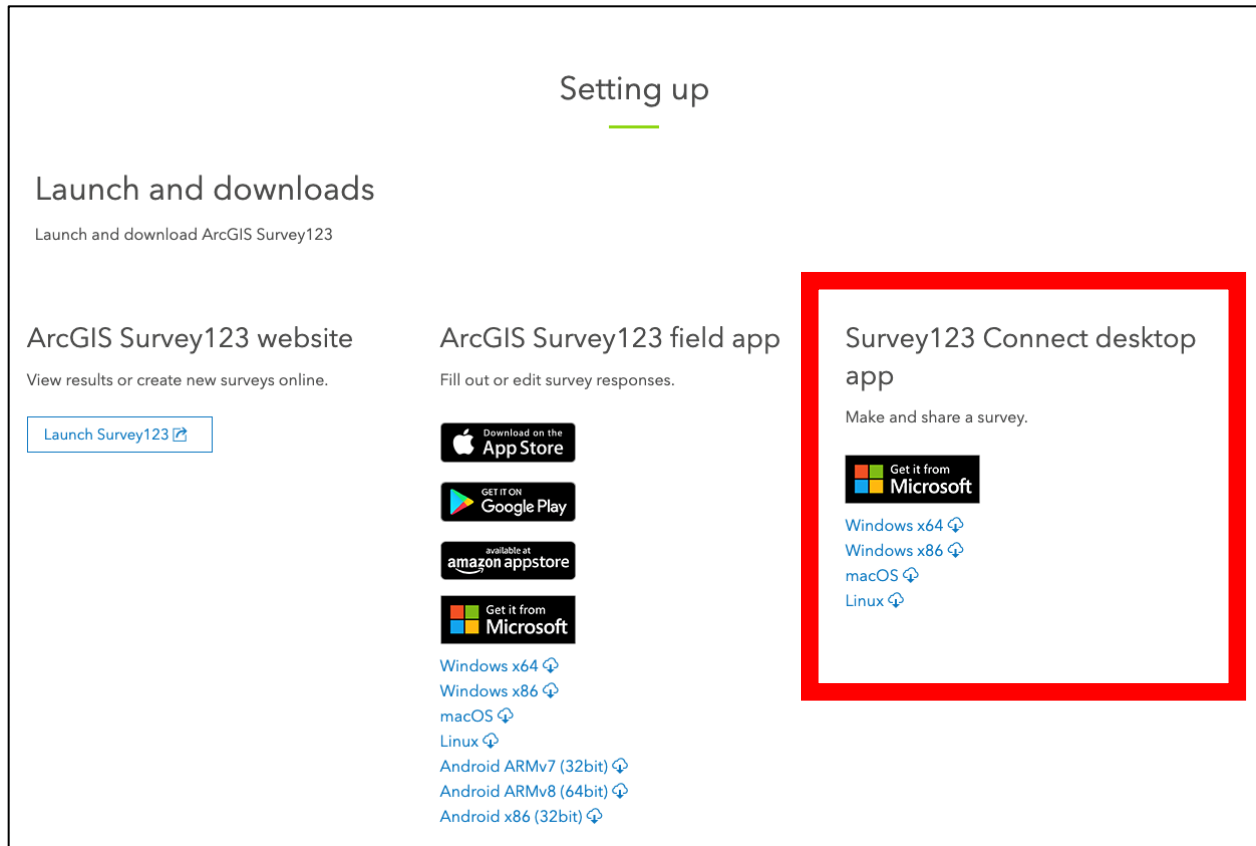 Setting up
Launch and downloads
Launch and download ArcGIS Survey123
ArcGIS Survey123 website
View results or create new surveys online.
Launch Survey123
ArcGIS Survey123 field app
Fill out or edit survey responses.
Download on the
App Store
GET IT ON
Google Play
available at
amazon appstore
Get it from
Microsoft
Windows x64
Windows x86
macOS
Linux
Android ARMv7 (32bit)
Android ARMv8 (64bit)
Android x86 (32bit)
Survey123 Connect desktop
app
Make and share a survey.
Get it from
Microsoft
Windows x64
Windows x86
macOS
Linux